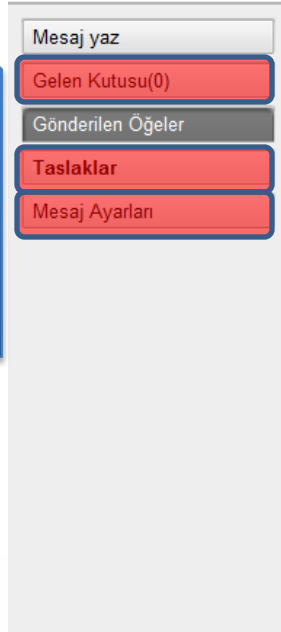 Mesaj yaz
Gelen Kutusu(0)
Gönderilen Öğeler
Taslaklar
Mesaj Ayarları